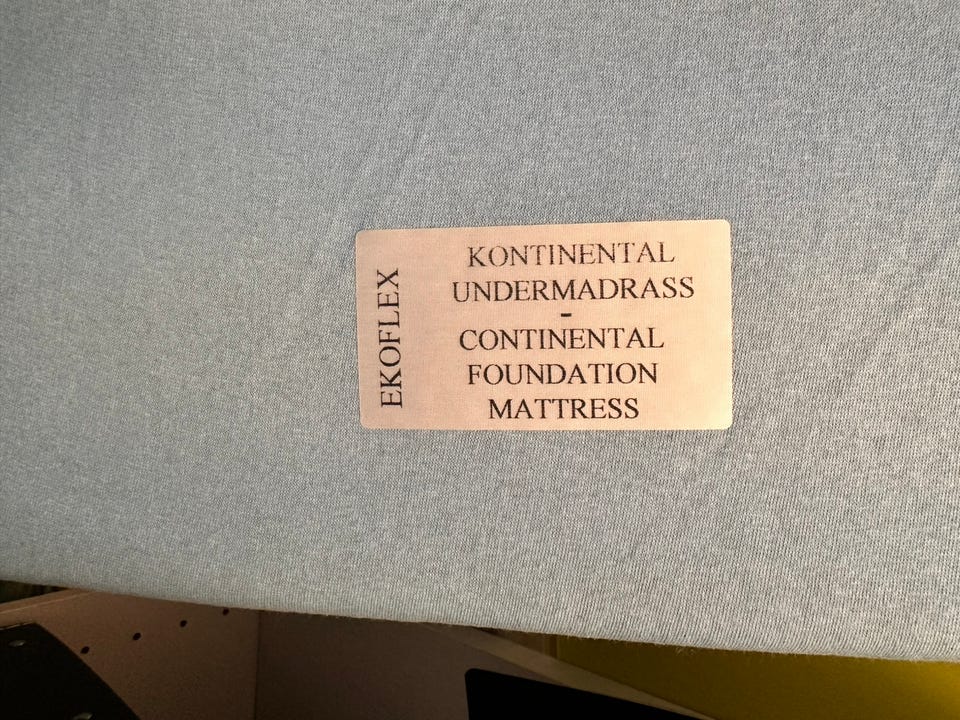 EKOFLEX
KONTINENTAL
UNDERMADRASS
-
CONTINENTAL
FOUNDATION
MATTRESS